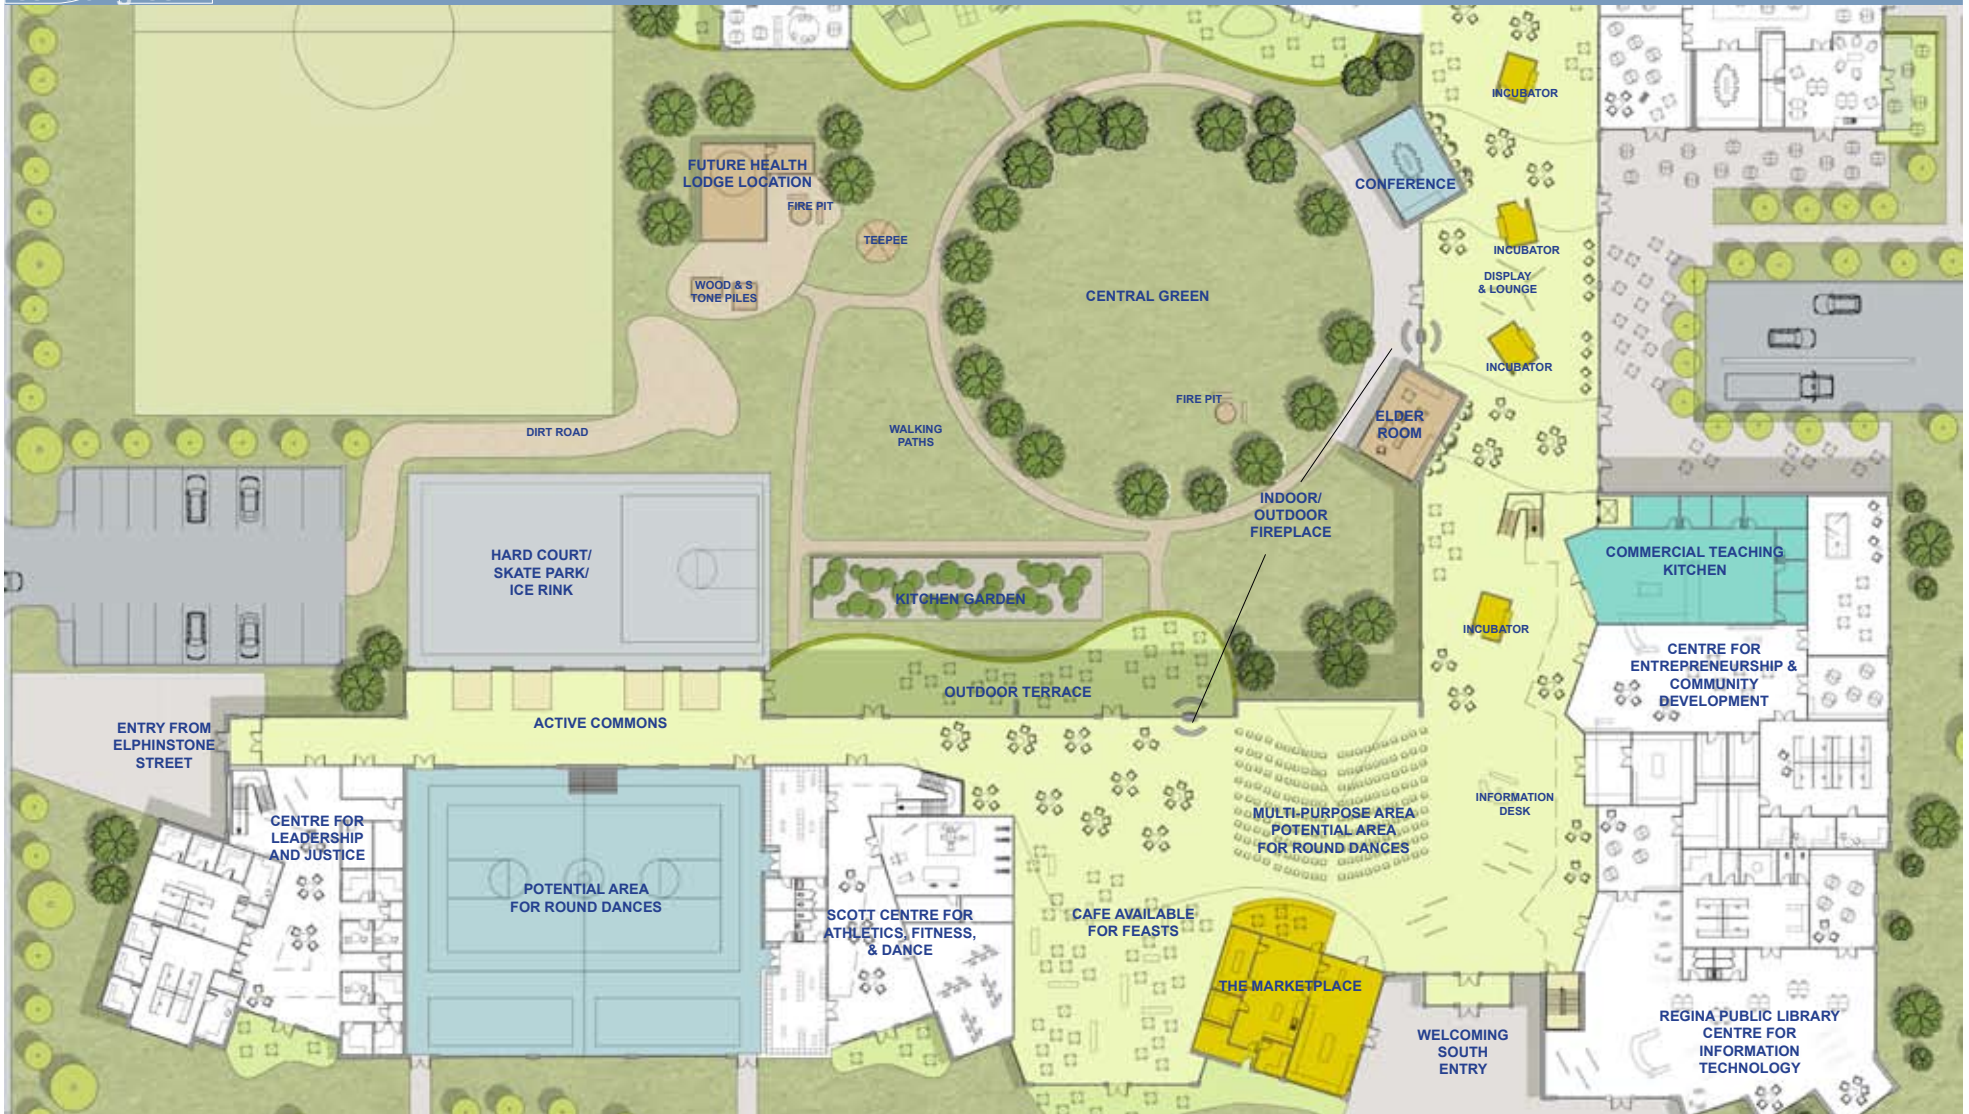 INCUBATOR
FUTURE HEALTH
LODGE LOCATION
FIRE PIT
CONFERENCE
TEEPEE
INCUBATOR
DISPLAY
& LOUNGE
WOOD & S
TONE PILES
CENTRAL GREEN
INCUBATOR
FIRE PIT
ELDER
ROOM
DIRT ROAD
WALKING
PATHS
INDOOR/
OUTDOOR
FIREPLACE
HARD COURT/
SKATE PARK/
ICE RINK
COMMERCIAL TEACHING
KITCHEN
KITCHEN GARDEN
INCUBATOR
CENTRE FOR
ENTREPRENEURSHIP &
COMMUNITY
DEVELOPMENT
OUTDOOR TERRACE
ACTIVE COMMONS
ENTRY FROM
ELPHINSTONE
STREET
INFORMATION
DESK
MULTI-PURPOSE AREA
POTENTIAL AREA
FOR ROUND DANCES
CENTRE FOR
LEADERSHIP
AND JUSTICE
POTENTIAL AREA
FOR ROUND DANCES
SCOTT CENTRE FOR
ATHLETICS, FITNESS,
& DANCE
CAFE AVAILABLE
FOR FEASTS
THE MARKETPLACE
WELCOMING
SOUTH
ENTRY
REGINA PUBLIC LIBRARY
CENTRE FOR
INFORMATION
TECHNOLOGY